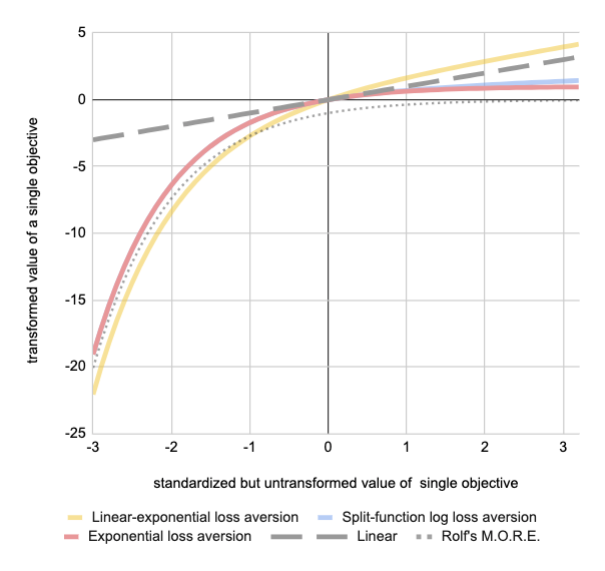 transformed value of a single objective
5
0
-5
-10
-15
-20
-25
-3 -2 -1 0 1 2 3
standardized but untransformed value of single objective
Linear-exponential loss aversion Split-function log loss aversion
Exponential loss aversion Linear Rolf's M.O.R.E.